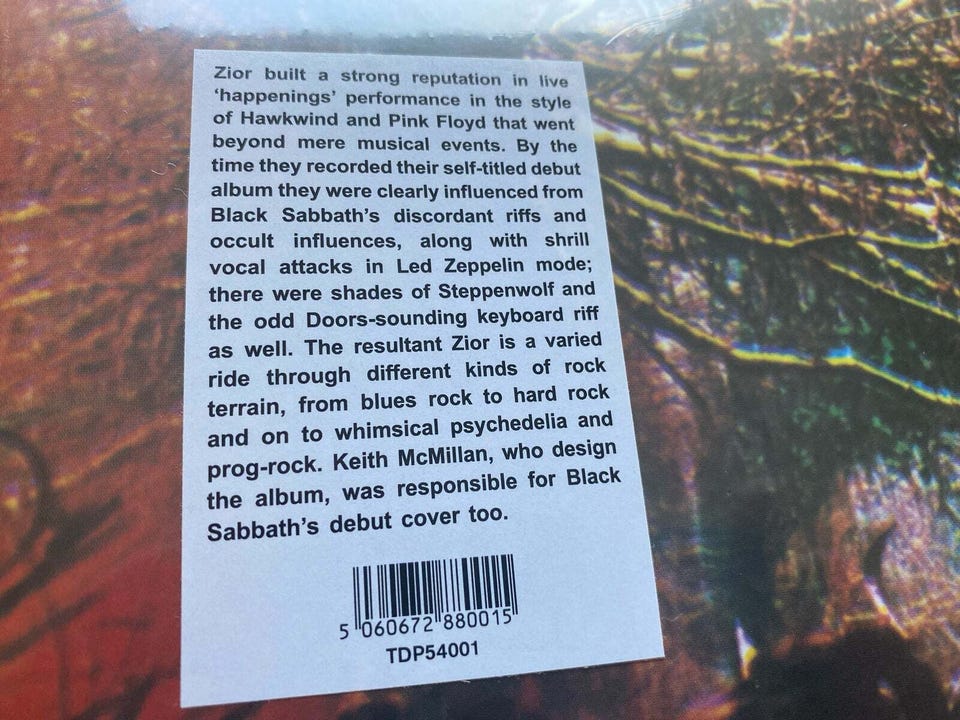 Zior built a strong reputation in live
‘happenings’ performance in the style
of Hawkwind and Pink Floyd that went
beyond mere musical events. By the
time they recorded their self-titled debut
album they were clearly influenced from
Black Sabbath’s discordant riffs and
occult influences, along with shrill
vocal attacks in Led Zeppelin mode;
there were shades of Steppenwolf and
the odd Doors-sounding keyboard riff
as well. The resultant Zior is a varied
ride through different kinds of rock
terrain, from blues rock to hard rock
and on to whimsical psychedelia and
prog-rock. Keith McMillan, who design
the album, was responsible for Black
Sabbath’s debut cover too.
5 060672 880015
TDP54001